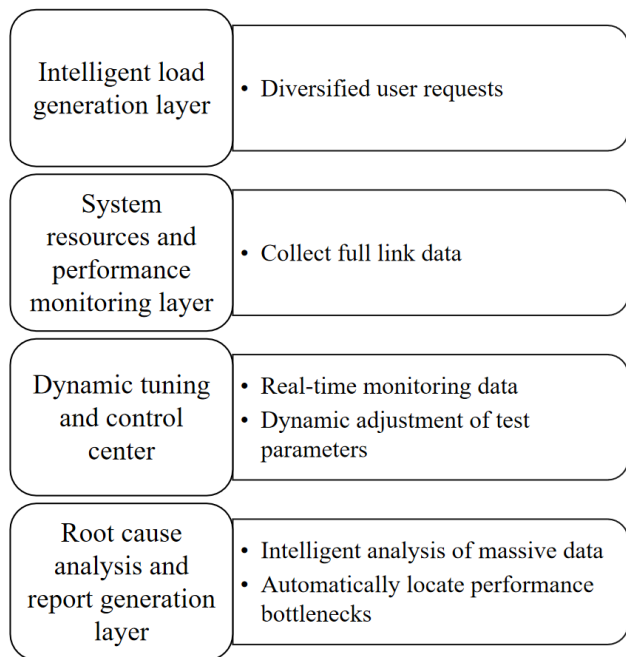 Intelligent load
generation layer
• Diversified user requests
System
resources and
performance
monitoring layer
• Collect full link data
Dynamic tuning
and control
center
• Real-time monitoring data
• Dynamic adjustment of test
parameters
Root cause
analysis and
report generation
layer
• Intelligent analysis of massive data
• Automatically locate performance
bottlenecks